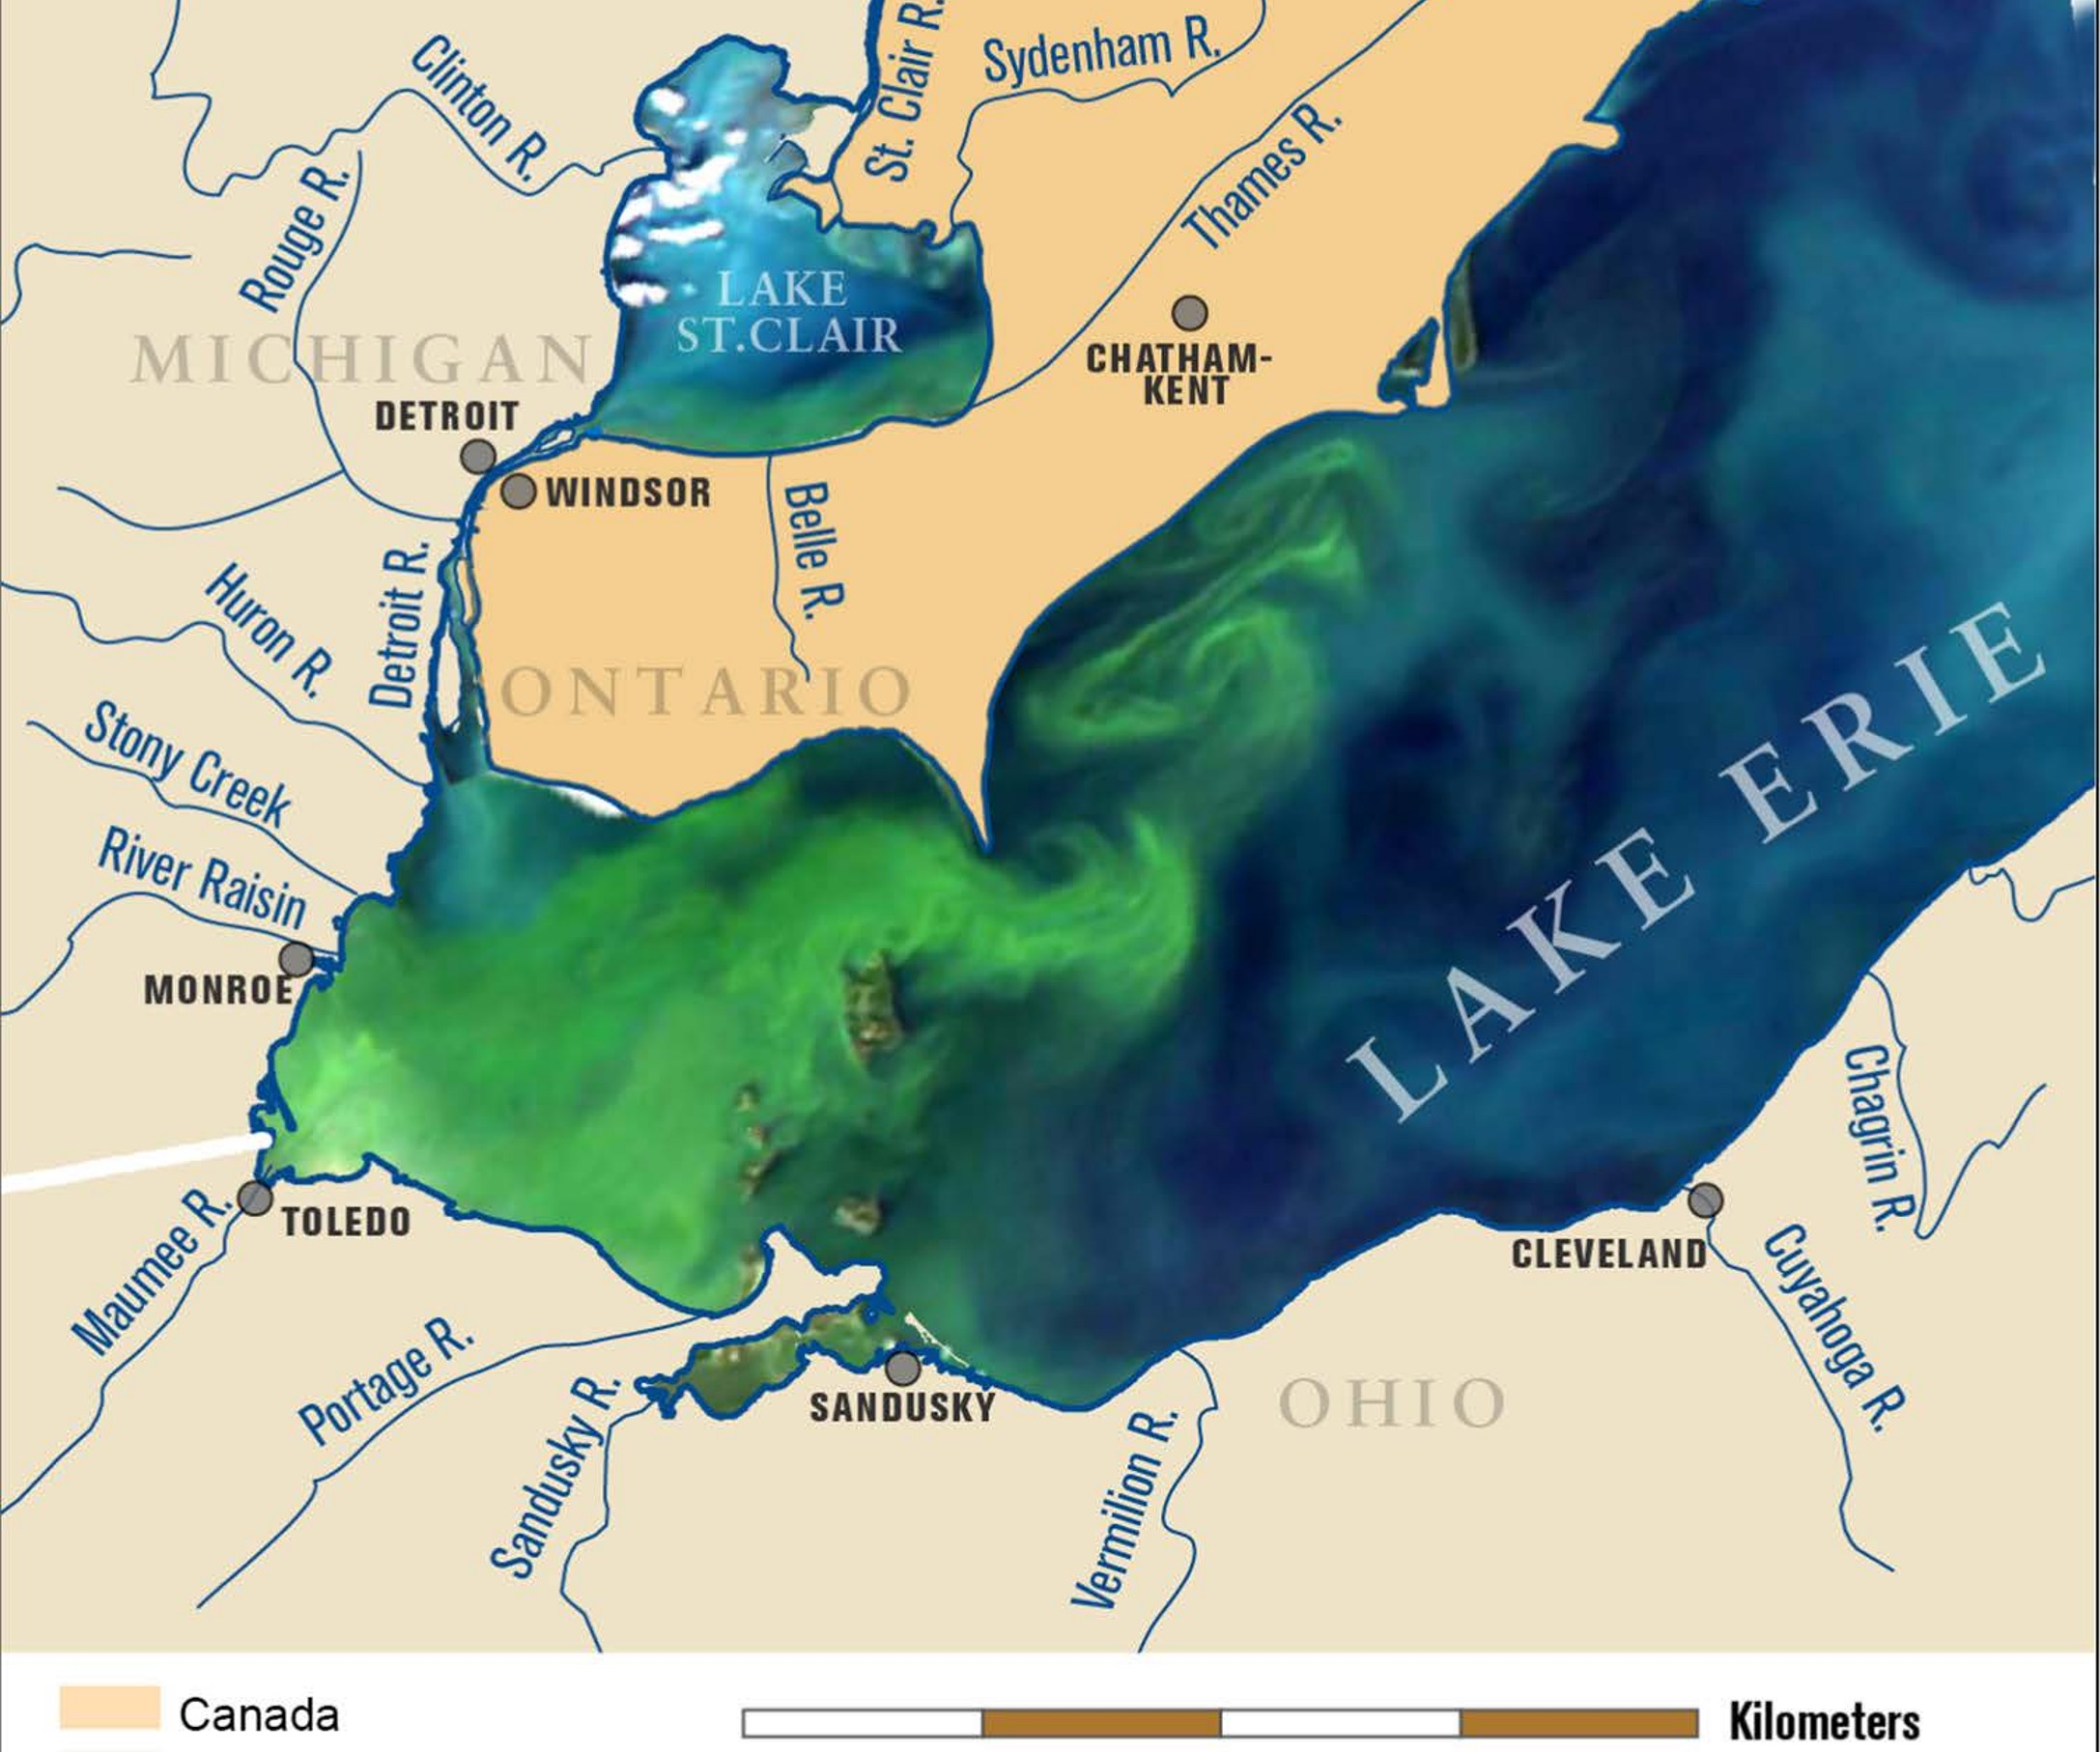 Clinton R.
St. Clair R.
Sydenham R.
Rouge R.
Thames R.
LAKE
ST.CLAIR
MICHIGAN
CHATHAM-
KENT
DETROIT
WINDSOR
Belle R.
Detroit R.
Huron R.
ONTARIO
Stony Creek
River Raisin
LAKE ERIE
MONROE
Chagrin R.
TOLEDO
Maumee R.
CLEVELAND
Cuyahoga R.
Portage R.
Sandusky R.
SANDUSKY
OHIO
Vermilion R.
Canada
Kilometers